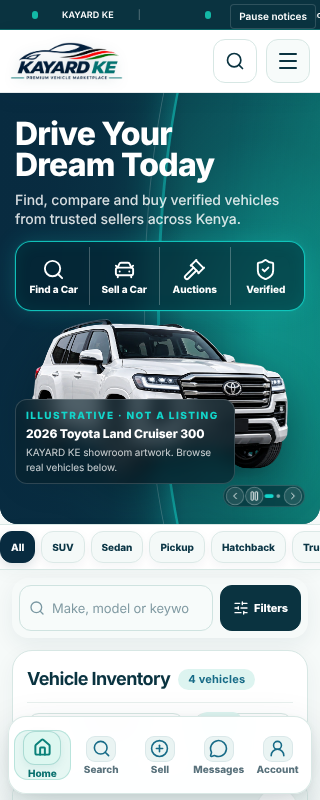 KAYARD KE
Pause notices
KAYARD KE
PREMIUM VEHICLE MARKETPLACE
Drive Your
Dream Today
Find, compare and buy verified vehicles
from trusted sellers across Kenya.
Find a Car
Sell a Car
Auctions
Verified
ILLUSTRATIVE · NOT A LISTING
2026 Toyota Land Cruiser 300
KAYARD KE showroom artwork. Browse
real vehicles below.
All
SUV
Sedan
Pickup
Hatchback
Tru
Make, model or keywo
Filters
Vehicle Inventory
4 vehicles
Home
Search
Sell
Messages
Account